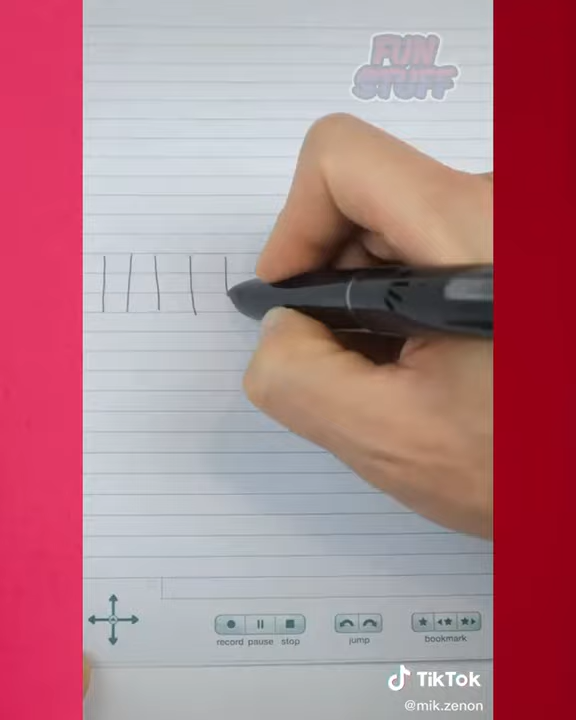 FUN
STUFF
record pause stop
jump
bookmark
TikTok
@mik.zenon